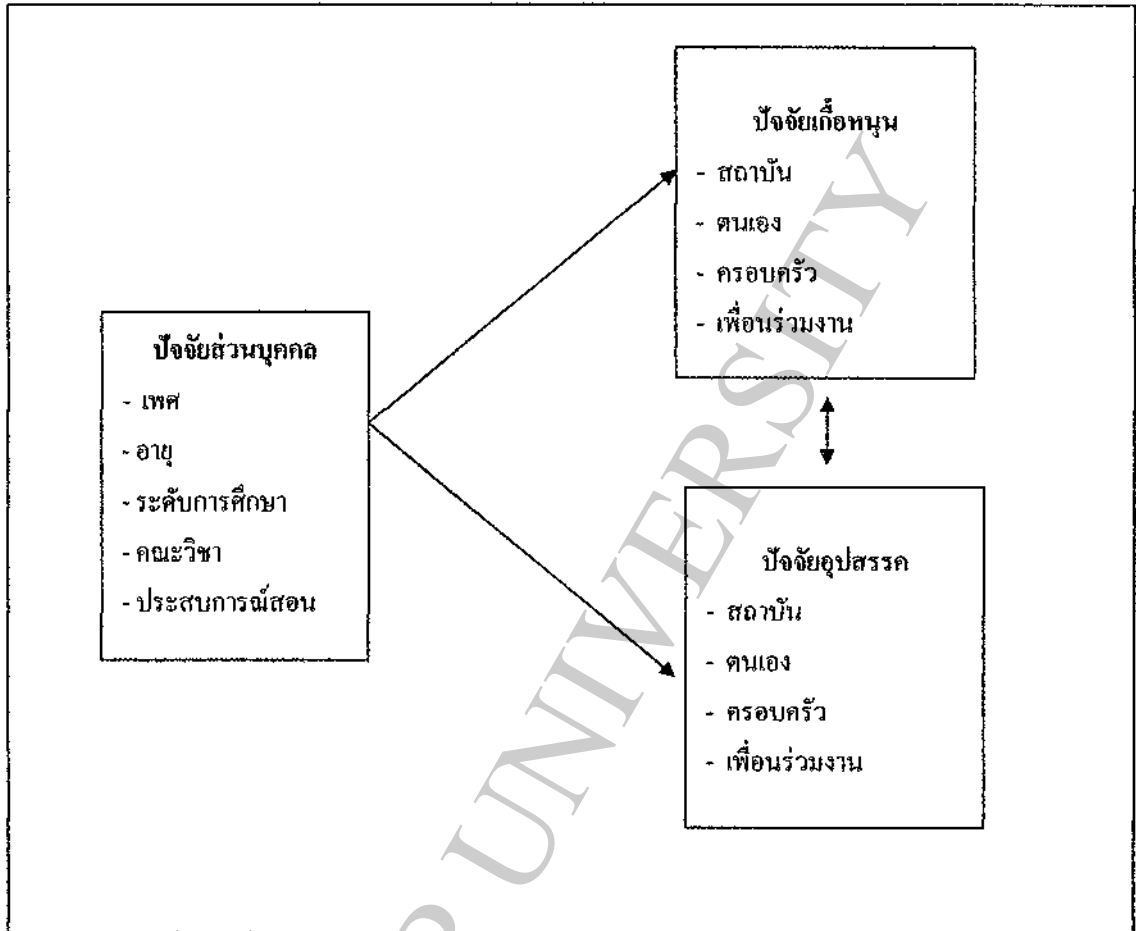 ปัจจัยเกื้อหนุน
- สถาบัน
- ตนเอง
- ครอบครัว
- เพื่อนร่วมงาน
ปัจจัยส่วนบุคคล
- เพศ
- อายุ
- ระดับการศึกษา
- คณะวิชา
- ประสบการณ์สอน
ปัจจัยอุปสรรค
- สถาบัน
- ตนเอง
- ครอบครัว
- เพื่อนร่วมงาน
UNIVERSITY